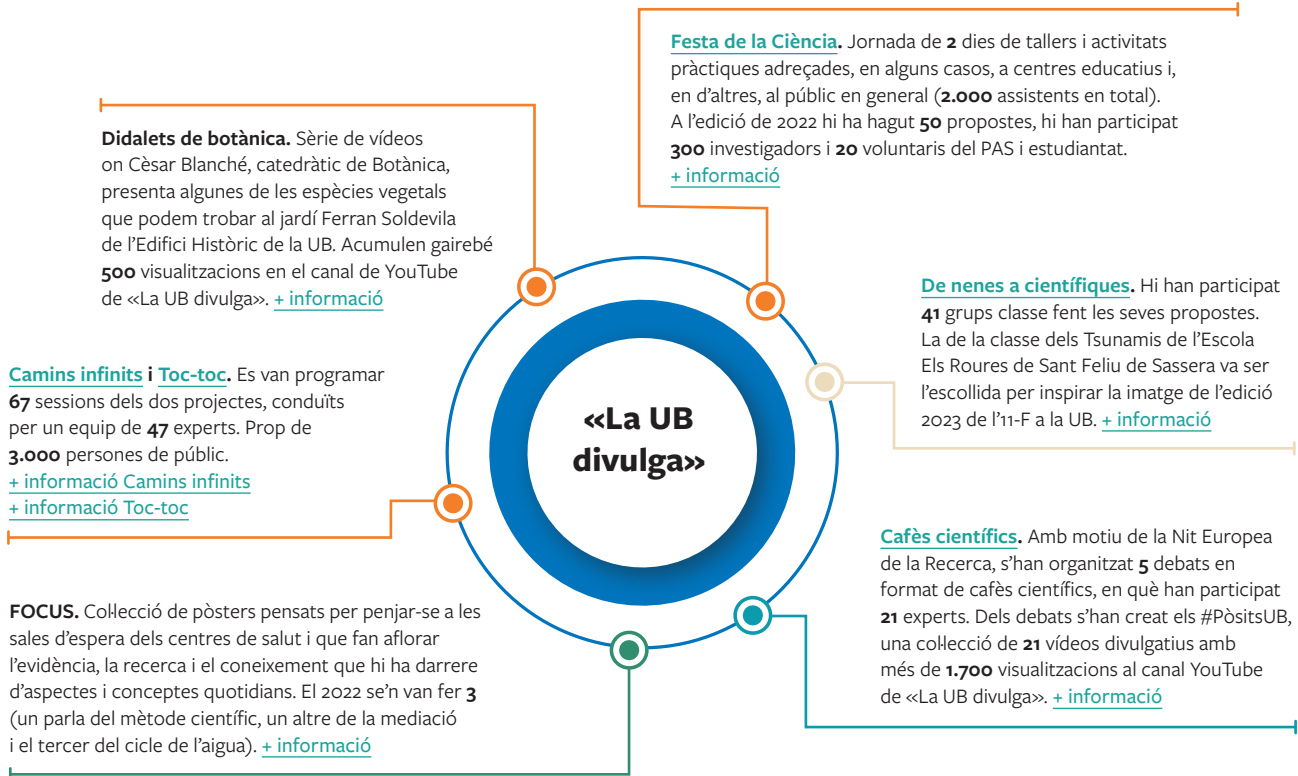 Festa de la Ciència. Jornada de 2 dies de tallers i activitats
pràctiques adreçades, en alguns casos, a centres educatius i,
en d'altres, al públic en general (2.000 assistents en total).
A l'edició de 2022 hi ha hagut 50 propostes, hi han participat
300 investigadors i 20 voluntaris del PAS i estudiantat.
+ informació
Didalets de botànica. Sèrie de vídeos
on Cèsar Blanché, catedràtic de Botànica,
presenta algunes de les espècies vegetals
que podem trobar al jardí Ferran Soldevila
de l'Edifici Històric de la UB. Acumulen gairebé
500 visualitzacions en el canal de YouTube
de «La UB divulga». + informació
De nenes a científiques. Hi han participat
41 grups classe fent les seves propostes.
La de la classe dels Tsunamis de l'Escola
Els Roures de Sant Feliu de Sassera va ser
l'escollida per inspirar la imatge de l'edició
2023 de l'11-F a la UB. + informació
Camins infinits i Toc-toc. Es van programar
67 sessions dels dos projectes, conduïts
per un equip de 47 experts. Prop de
3.000 persones de públic.
+ informació Camins infinits
+ informació Toc-toc
«La UB
divulga»
Cafès científics. Amb motiu de la Nit Europea
de la Recerca, s'han organitzat 5 debats en
format de cafès científics, en què han participat
21 experts. Dels debats s'han creat els #PòsitsUB,
una col·lecció de 21 vídeos divulgatius amb
més de 1.700 visualitzacions al canal YouTube
de «La UB divulga». + informació
FOCUS. Col·lecció de pòsters pensats per penjar-se a les
sales d'espera dels centres de salut i que fan aflorar
l'evidència, la recerca i el coneixement que hi ha darrere
d'aspectes i conceptes quotidians. El 2022 se'n van fer 3
(un parla del mètode científic, un altre de la mediació
i el tercer del cicle de l'aigua). + informació